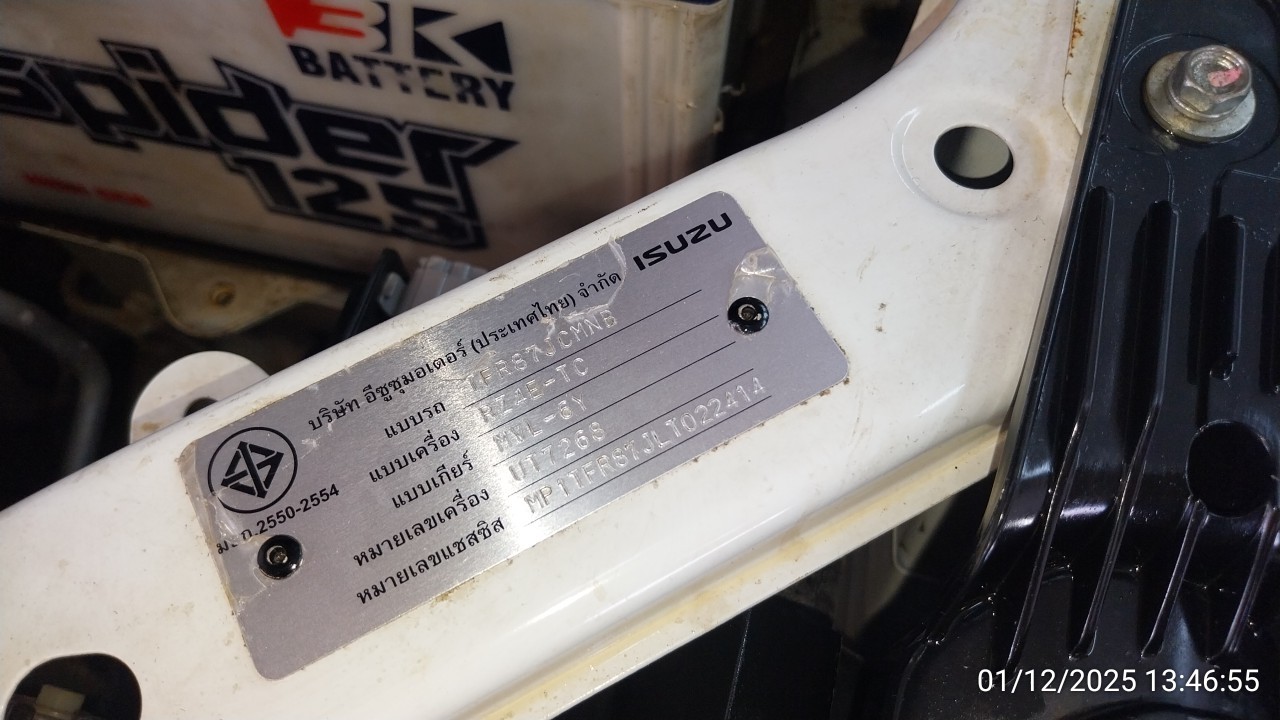 3K
BATTERY
spider
125
ISUZU
บริษัท อีซูซุมอเตอร์ (ประเทศไทย) จำกัด
แบบรถ TFR87JCMNB
แบบเครื่อง RZ4E-TC
แบบเกียร์ MVL-6Y
หมายเลขเครื่อง UT7268
หมายเลขแชสซิส MP1TFR87JLT022414
มอก.2550-2554
01/12/2025 13:46:55